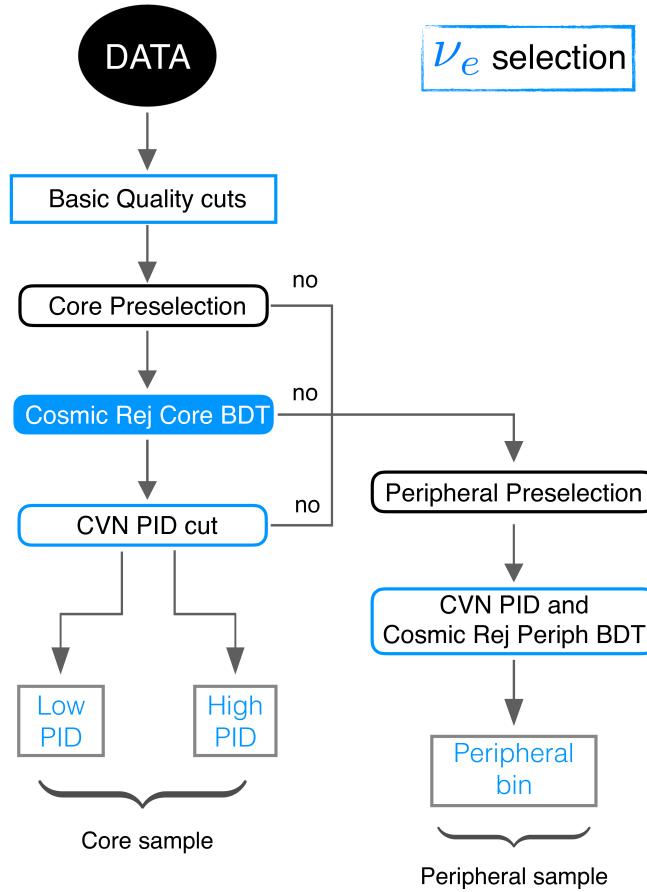 DATA
ν_e selection
Basic Quality cuts
no
Core Preselection
no
Cosmic Rej Core BDT
Peripheral Preselection
no
CVN PID cut
CVN PID and
Cosmic Rej Periph BDT
Low
PID
High
PID
Peripheral
bin
Core sample
Peripheral sample